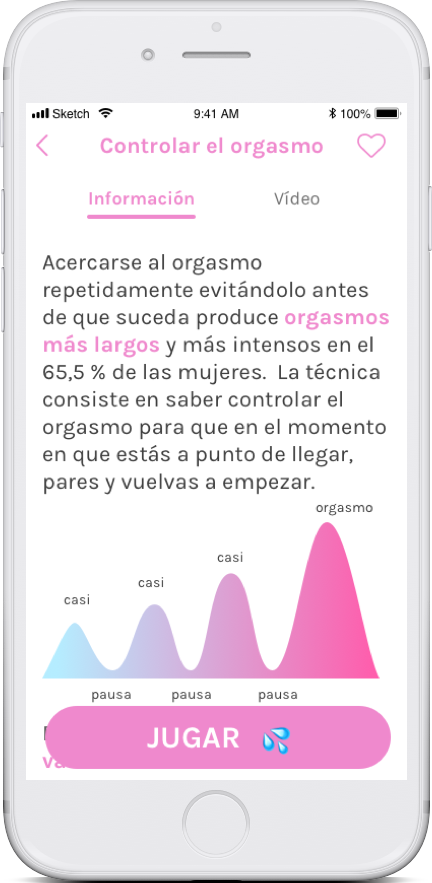 Sketch 9:41 AM 100%
Controlar el orgasmo
Información Vídeo
Acercarse al orgasmo
repetidamente evitándolo antes
de que suceda produce orgasmos
más largos y más intensos en el
65,5 % de las mujeres. La técnica
consiste en saber controlar el
orgasmo para que en el momento
en que estás a punto de llegar,
pares y vuelvas a empezar.
orgasmo
casi
casi
casi
pausa pausa pausa
JUGAR 💦